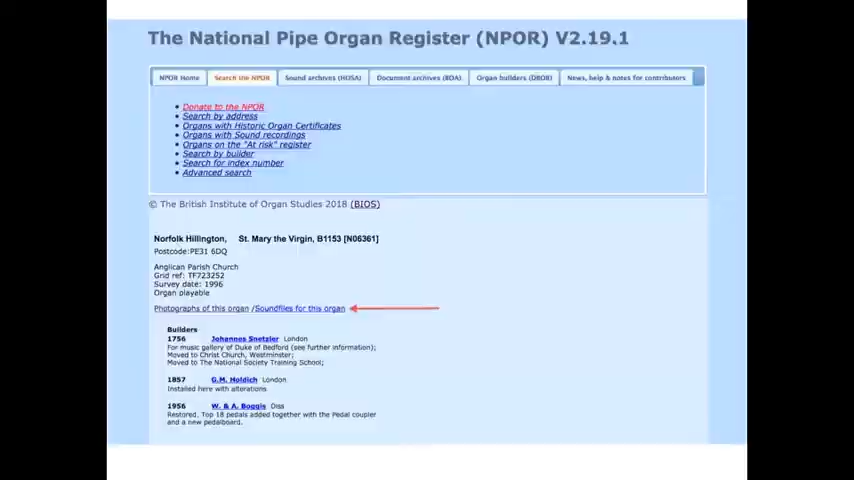 The National Pipe Organ Register (NPOR) V2.19.1
NPOR Home Search the NPOR Sound archives (HOSA) Document archives (BOA) Organ builders (DBOB) News, help & notes for contributors
Donate to the NPOR
Search by address
Organs with Historic Organ Certificates
Organs with Sound recordings
Organs on the "At risk" register
Search by builder
Search for index number
Advanced search
© The British Institute of Organ Studies 2018 (BIOS)
Norfolk Hillington, St. Mary the Virgin, B1153 [N06361]
Postcode:PE31 6DQ
Anglican Parish Church
Grid ref: TF723252
Survey date: 1996
Organ playable
Photographs of this organ /Soundfiles for this organ
Builders
1756 Johannes Snetzler London
For music gallery of Duke of Bedford (see further information);
Moved to Christ Church, Westminster;
Moved to The National Society Training School;
1857 G.M. Holdich London
Installed here with alterations
1956 W. & A. Boggis Diss
Restored. Top 18 pedals added together with the Pedal coupler
and a new pedalboard.